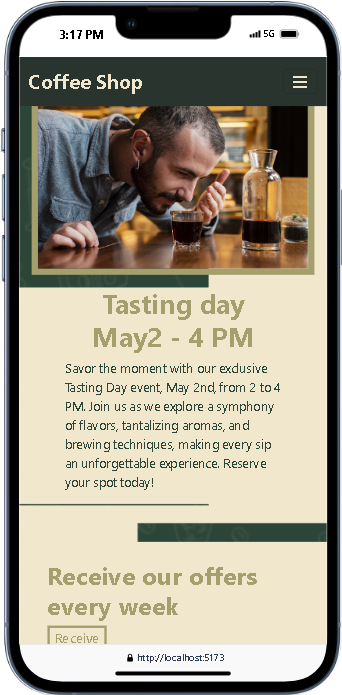 3:17 PM
5G
Coffee Shop
Tasting day
May2 - 4 PM
Savor the moment with our exclusive
Tasting Day event, May 2nd, from 2 to 4
PM. Join us as we explore a symphony
of flavors, tantalizing aromas, and
brewing techniques, making every sip
an unforgettable experience. Reserve
your spot today!
Receive our offers
every week
Receive
http://localhost:5173